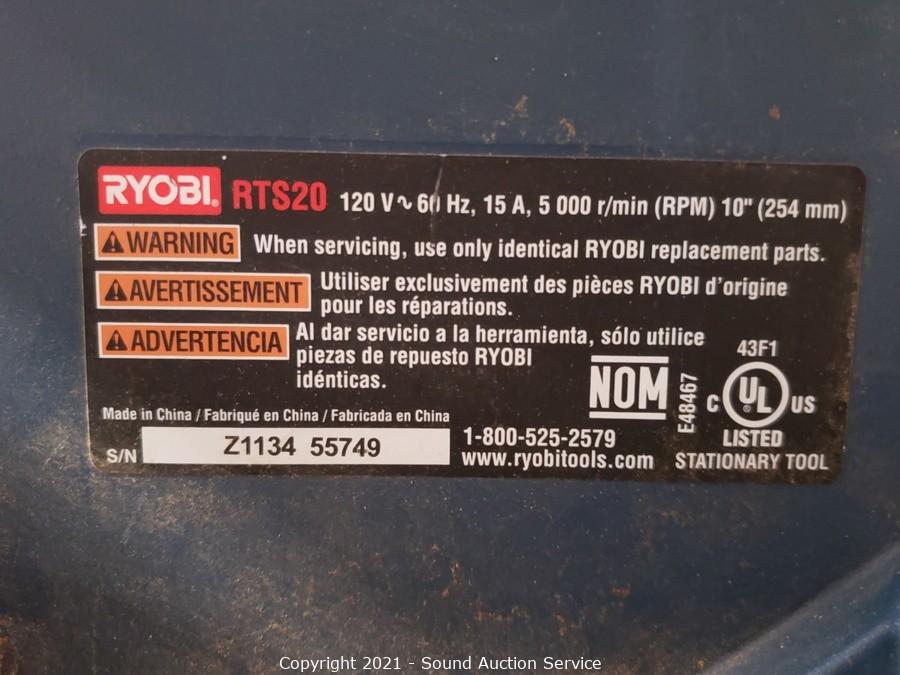 RYOBI RTS20 120 V ~ 60 Hz, 15 A, 5 000 r/min (RPM) 10" (254 mm)
WARNING When servicing, use only identical RYOBI replacement parts.
AVERTISSEMENT Utiliser exclusivement des pièces RYOBI d'origine
pour les réparations.
ADVERTENCIA Al dar servicio a la herramienta, sólo utilice
piezas de repuesto RYOBI
idénticas.
NOM
E48467
43F1
C UL US
LISTED
STATIONARY TOOL
Made in China / Fabriqué en China / Fabricada en China
S/N Z1134 55749
1-800-525-2579
www.ryobitools.com
Copyright 2021 - Sound Auction Service